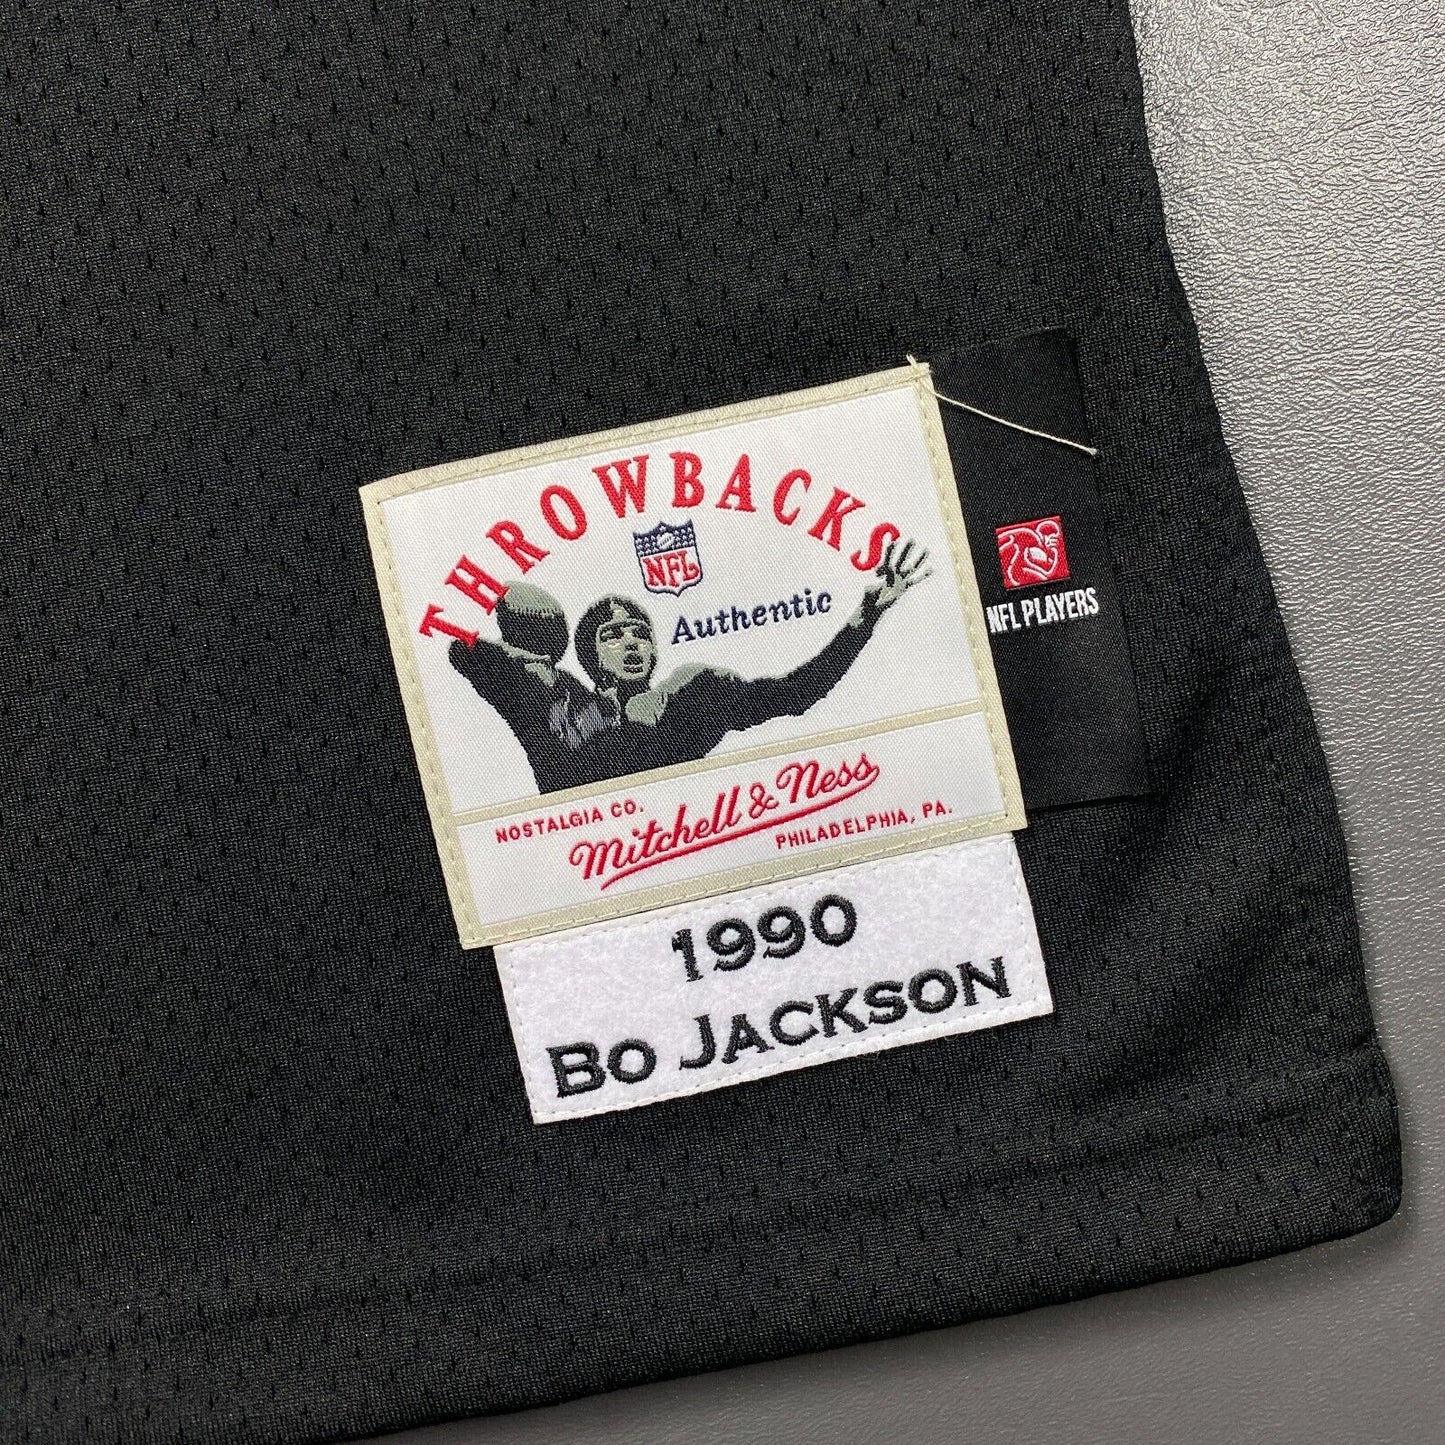 THROWBACKS
NFL
Authentic
NFL PLAYERS
NOSTALGIA CO.
Mitchell & Ness
PHILADELPHIA, PA.
1990
BO JACKSON